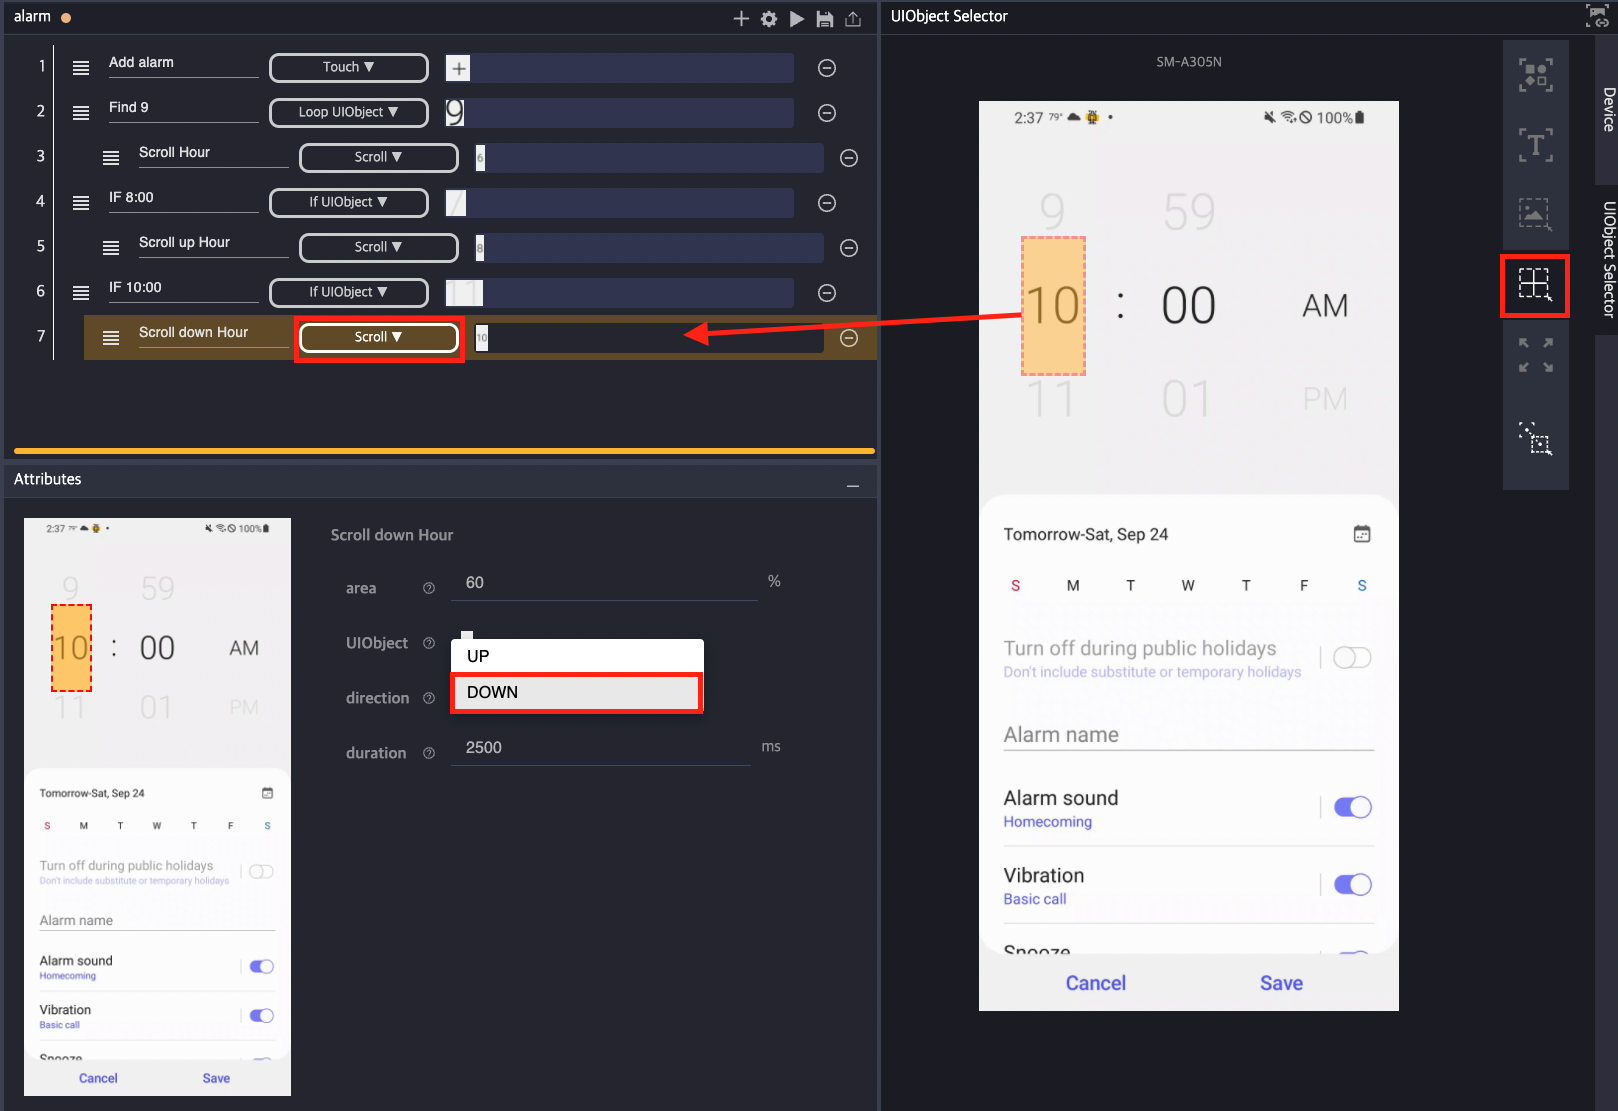 alarm
1 Add alarm Touch ▼ +
2 Find 9 Loop UIObject ▼ 9
3 Scroll Hour Scroll ▼ 6
4 IF 8:00 If UIObject ▼ 7
5 Scroll up Hour Scroll ▼ 8
6 IF 10:00 If UIObject ▼ 11
7 Scroll down Hour Scroll ▼ 10
Attributes
2:37 79° 100%
9 59
10 : 00 AM
11 01 PM
Tomorrow-Sat, Sep 24
S M T W T F S
Turn off during public holidays
Don't include substitute or temporary holidays
Alarm name
Alarm sound
Homecoming
Vibration
Basic call
Snooze
Cancel Save
Scroll down Hour
area ? 60 %
UIObject ?
UP
direction ? DOWN
duration ? 2500 ms
UIObject Selector
SM-A305N
2:37 79° 100%
9 59
10 : 00 AM
11 01 PM
Tomorrow-Sat, Sep 24
S M T W T F S
Turn off during public holidays
Don't include substitute or temporary holidays
Alarm name
Alarm sound
Homecoming
Vibration
Basic call
Snooze
Cancel Save
T
Device
UIObject Selector